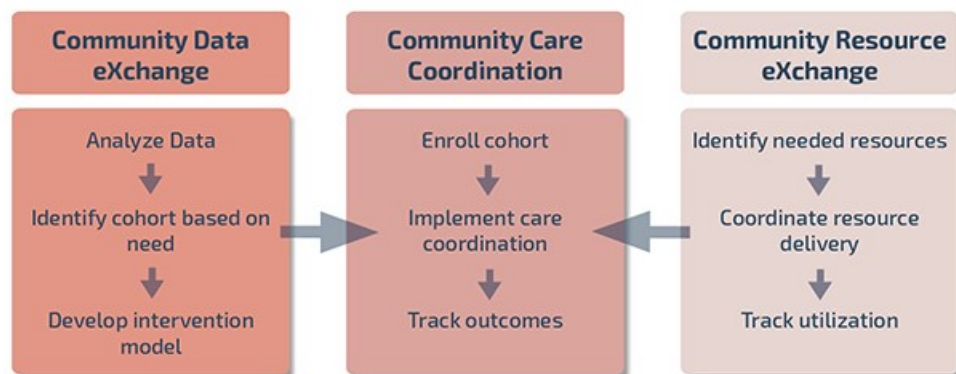 Community Data
eXchange
Analyze Data
Identify cohort based on
need
Develop intervention
model
Community Care
Coordination
Enroll cohort
Implement care
coordination
Track outcomes
Community Resource
eXchange
Identify needed resources
Coordinate resource
delivery
Track utilization